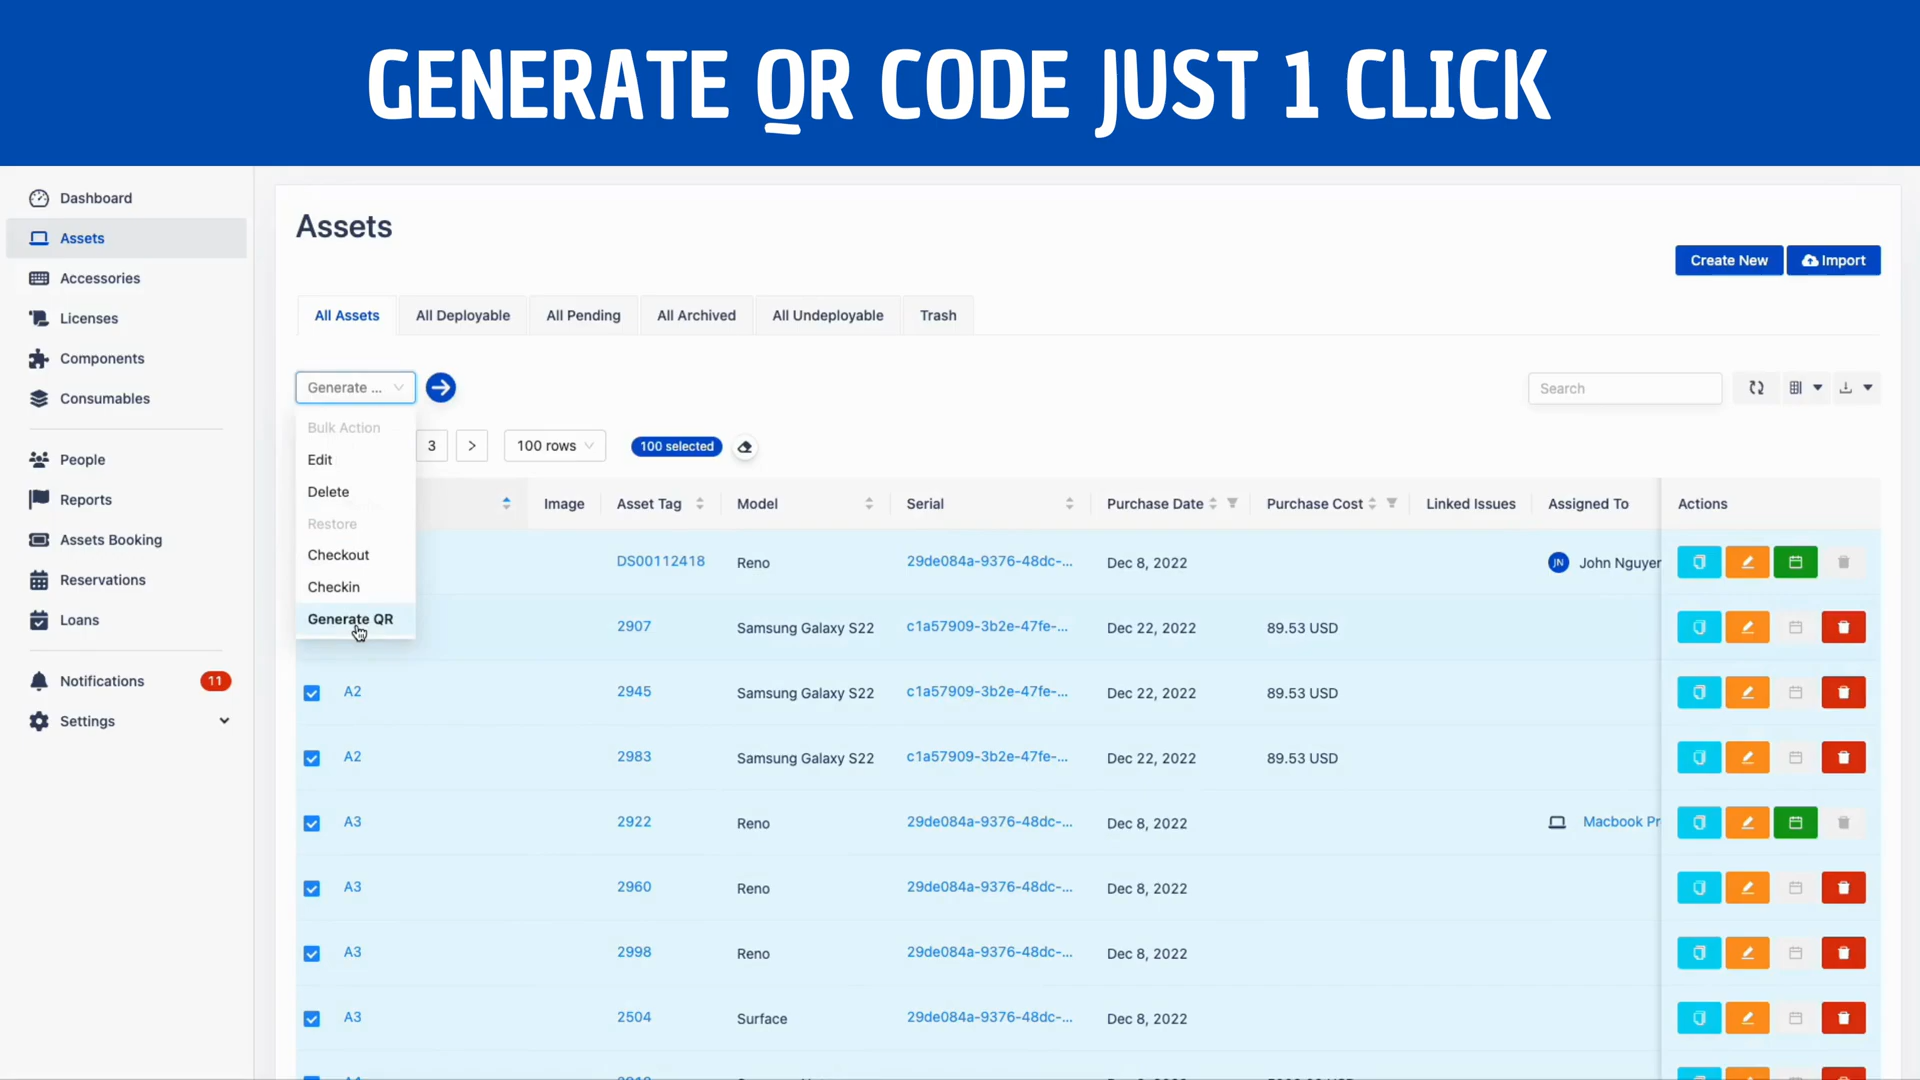 GENERATE QR CODE JUST 1 CLICK
Dashboard
Assets
Accessories
Licenses
Components
Consumables
People
Reports
Assets Booking
Reservations
Loans
Notifications 11
Settings
Assets
Create New Import
All Assets All Deployable All Pending All Archived All Undeployable Trash
Generate ... Search
Bulk Action
Edit
Delete
Restore
Checkout
Checkin
Generate QR
3 > 100 rows 100 selected
Image Asset Tag Model Serial Purchase Date Purchase Cost Linked Issues Assigned To Actions
DS00112418 Reno 29de084a-9376-48dc-... Dec 8, 2022 JN John Nguyen
2907 Samsung Galaxy S22 c1a57909-3b2e-47fe-... Dec 22, 2022 89.53 USD
A2 2945 Samsung Galaxy S22 c1a57909-3b2e-47fe-... Dec 22, 2022 89.53 USD
A2 2983 Samsung Galaxy S22 c1a57909-3b2e-47fe-... Dec 22, 2022 89.53 USD
A3 2922 Reno 29de084a-9376-48dc-... Dec 8, 2022 Macbook Pr
A3 2960 Reno 29de084a-9376-48dc-... Dec 8, 2022
A3 2998 Reno 29de084a-9376-48dc-... Dec 8, 2022
A3 2504 Surface 29de084a-9376-48dc-... Dec 8, 2022